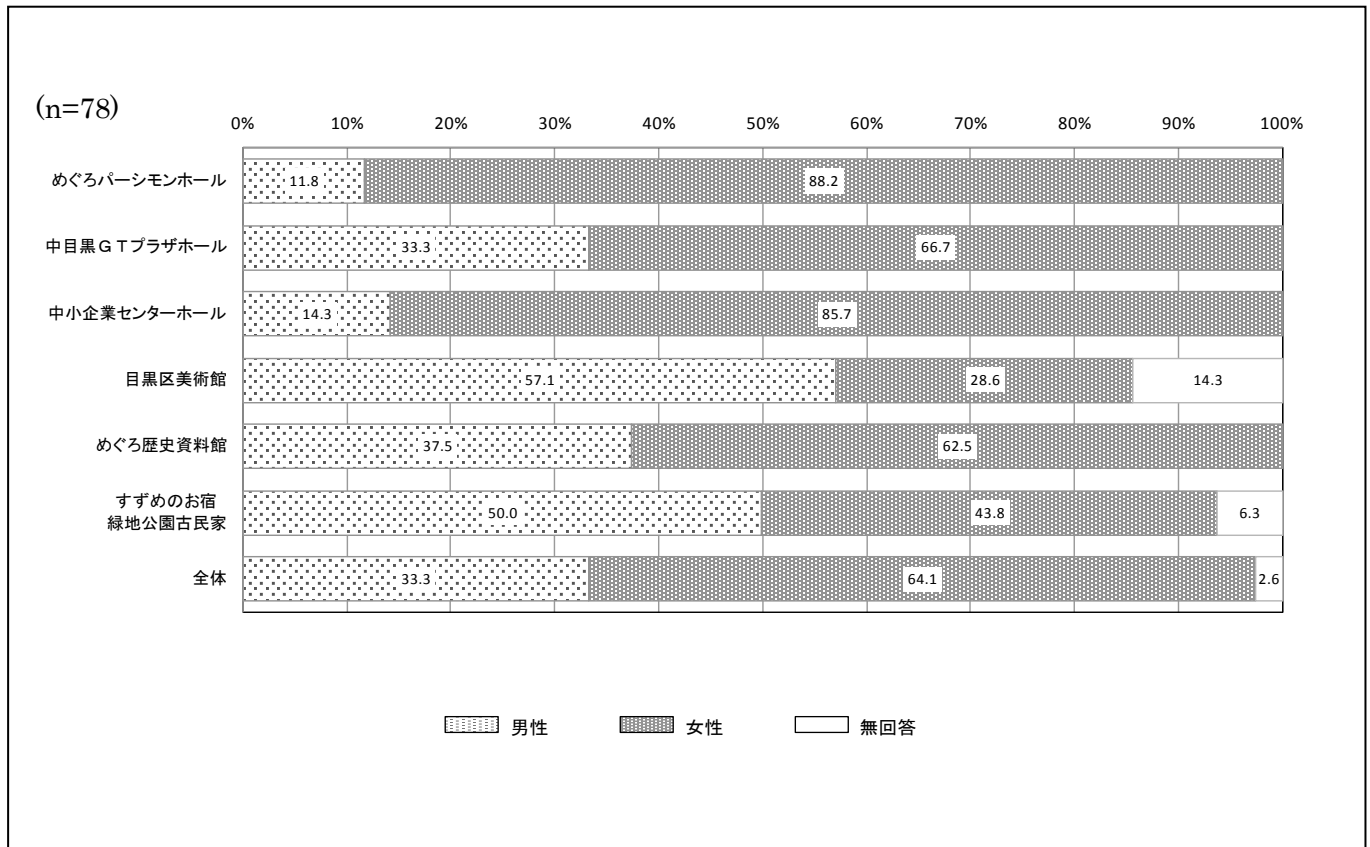 (n=78)
0% 10% 20% 30% 40% 50% 60% 70% 80% 90% 100%
めぐろパーシモンホール 11.8 88.2
中目黒ＧＴプラザホール 33.3 66.7
中小企業センターホール 14.3 85.7
目黒区美術館 57.1 28.6 14.3
めぐろ歴史資料館 37.5 62.5
すずめのお宿
緑地公園古民家 50.0 43.8 6.3
全体 33.3 64.1 2.6
男性 女性 無回答